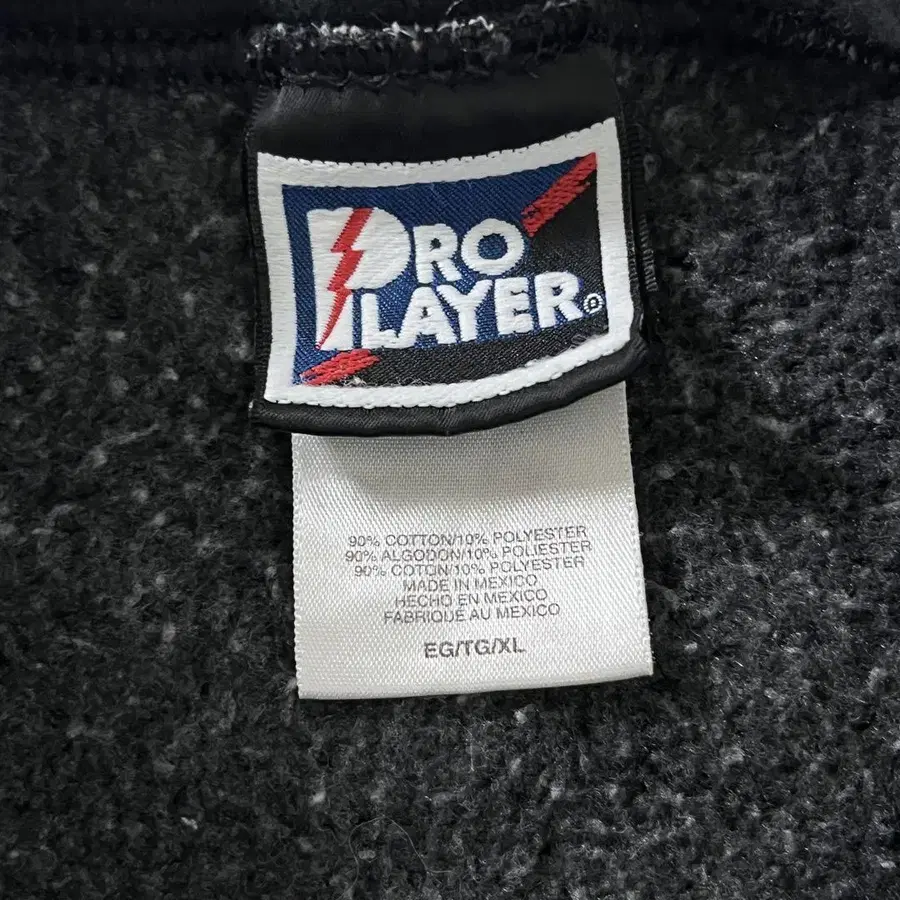 PRO
PLAYER®
90% COTTON/10% POLYESTER
90% ALGODON/10% POLIESTER
90% COTON/10% POLYESTER
MADE IN MEXICO
HECHO EN MEXICO
FABRIQUÉ AU MEXICO
EG/TG/XL